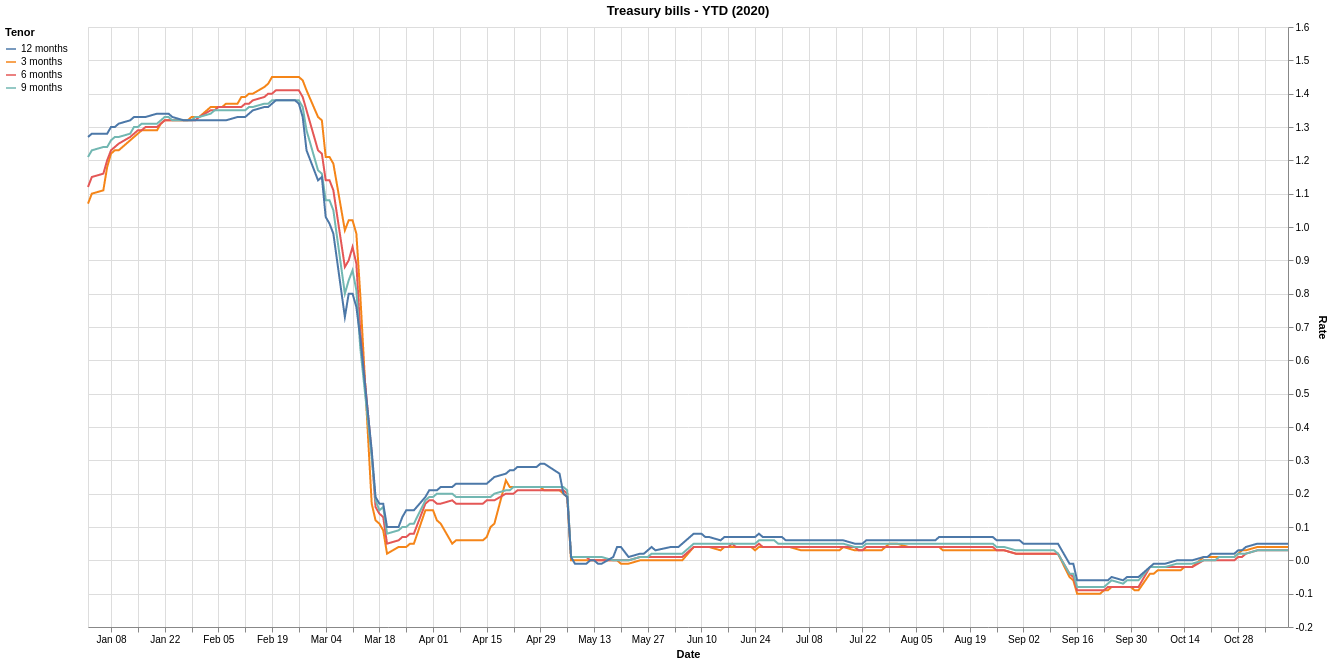 Treasury bills - YTD (2020)
Tenor
12 months
3 months
6 months
9 months
1.6
1.5
1.4
1.3
1.2
1.1
1.0
0.9
0.8
0.7
0.6
0.5
0.4
0.3
0.2
0.1
0.0
-0.1
-0.2
Rate
Jan 08 Jan 22 Feb 05 Feb 19 Mar 04 Mar 18 Apr 01 Apr 15 Apr 29 May 13 May 27 Jun 10 Jun 24 Jul 08 Jul 22 Aug 05 Aug 19 Sep 02 Sep 16 Sep 30 Oct 14 Oct 28
Date